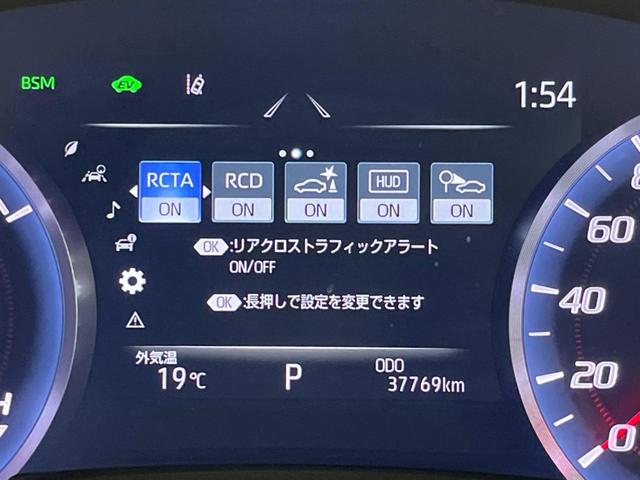 BSM EV 1:54
RCTA RCD HUD
ON ON ON ON ON
OK :リアクロストラフィックアラート
ON/OFF
OK :長押しで設定を変更できます
外気温 ODO
19℃ P 37769km
80
60
40
20
0
H